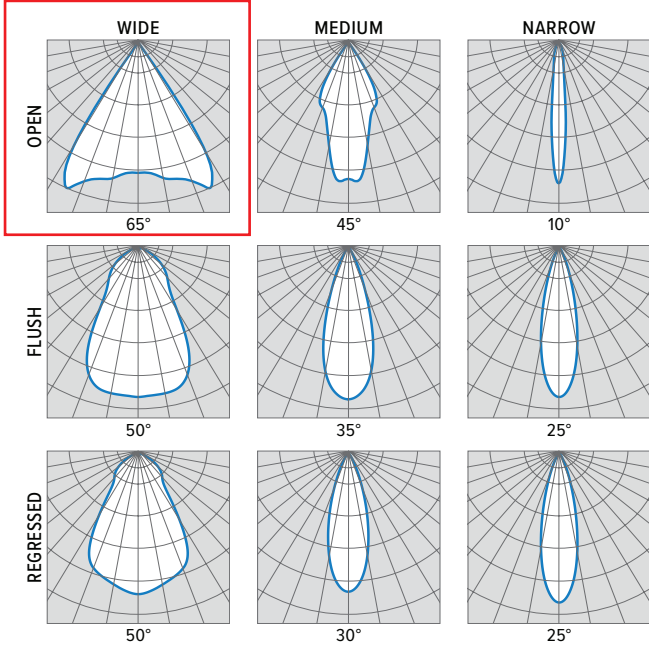 WIDE MEDIUM NARROW
OPEN
65° 45° 10°
FLUSH
50° 35° 25°
REGRESSED
50° 30° 25°